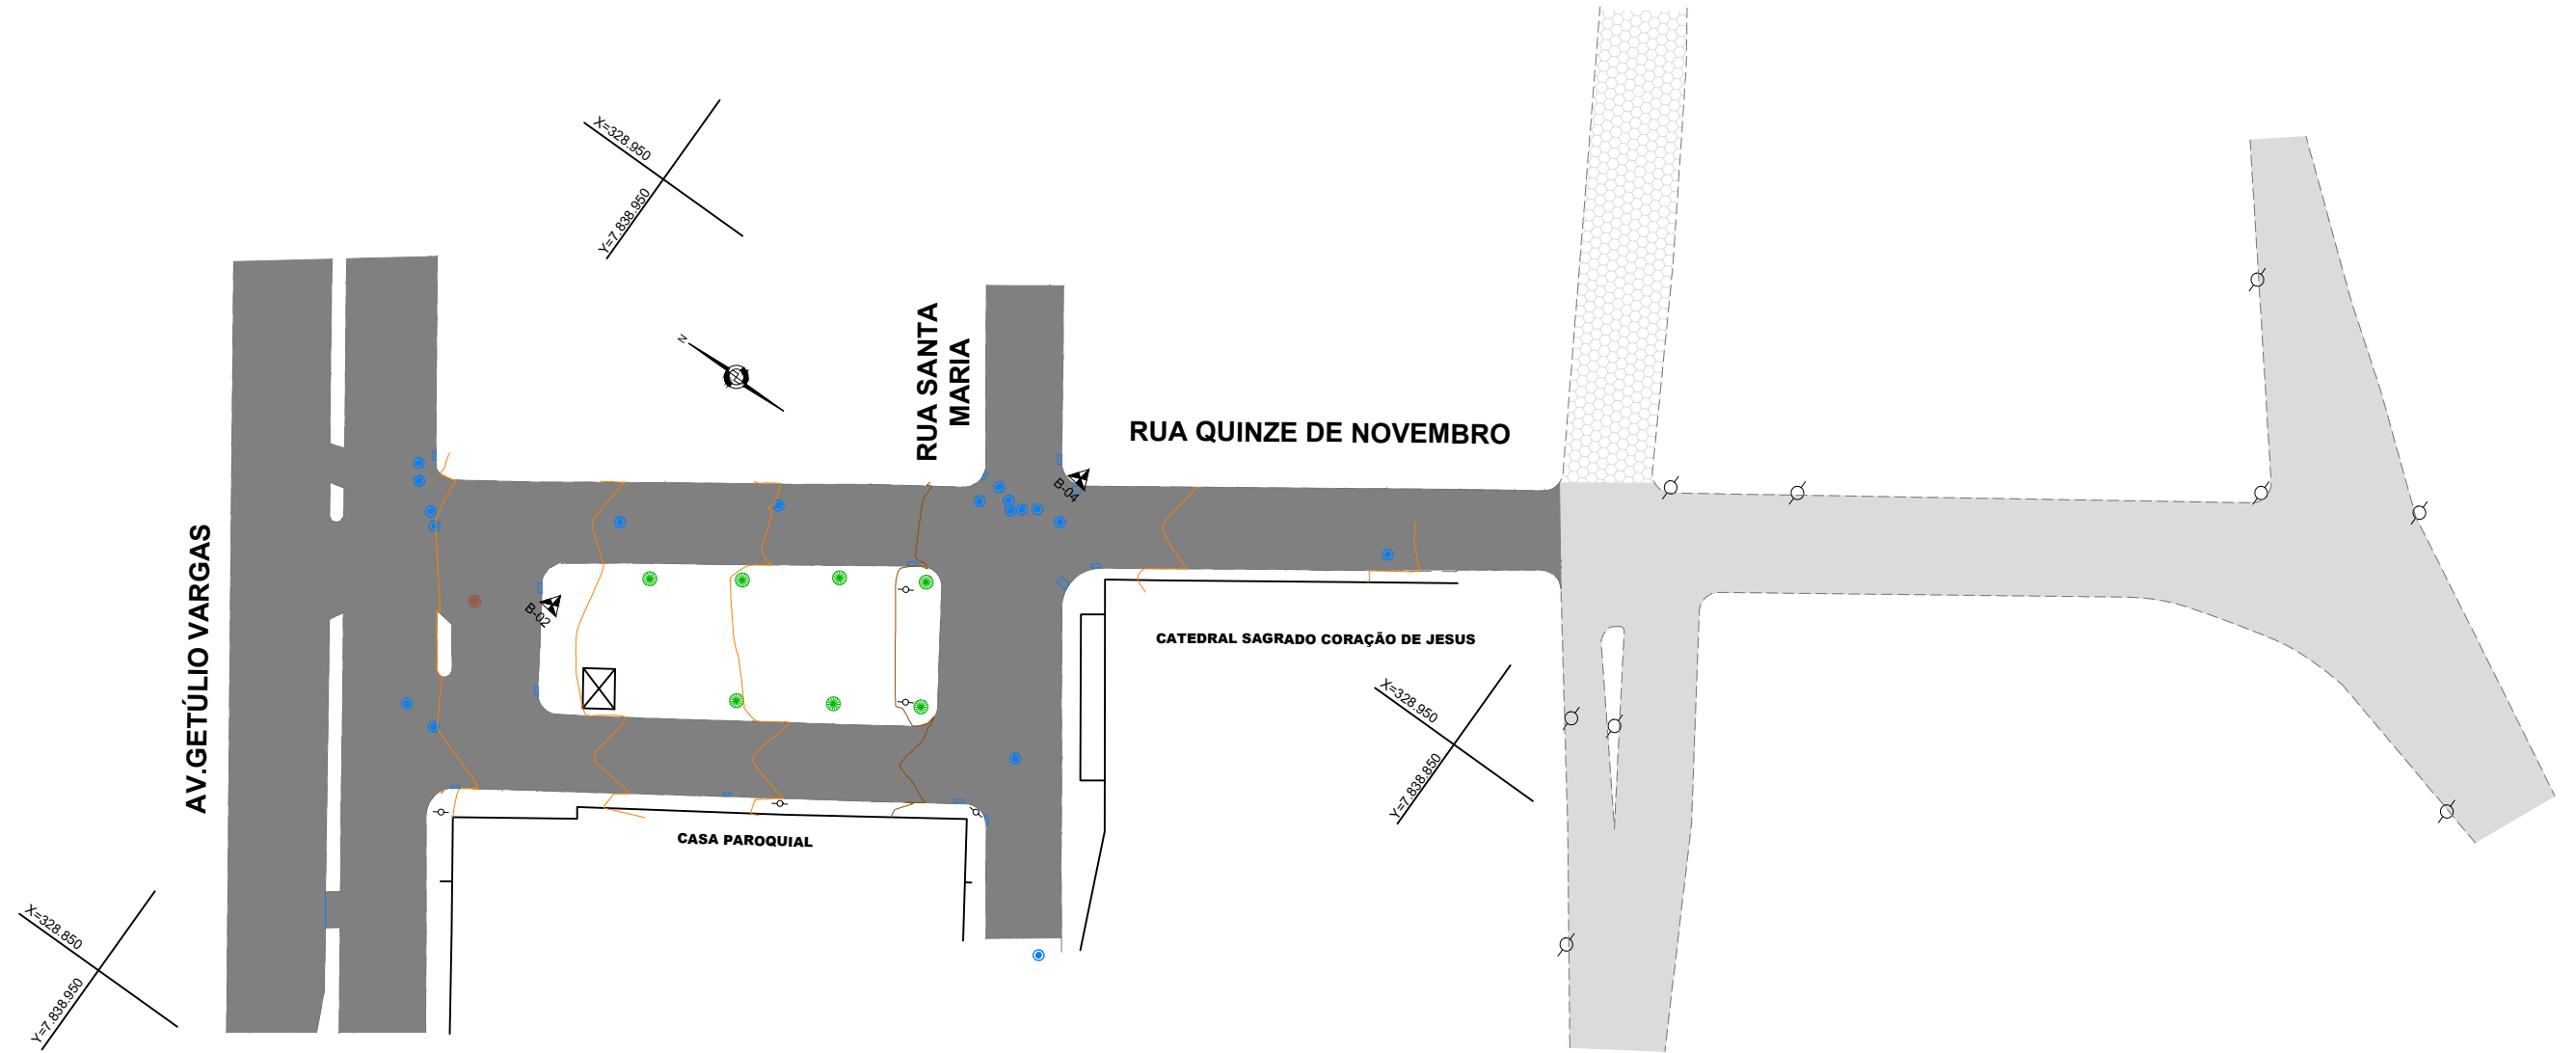 X=328.950
Y=7.838.950
N
RUA SANTA
MARIA
RUA QUINZE DE NOVEMBRO
B-04
AV.GETÚLIO VARGAS
B-02
CATEDRAL SAGRADO CORAÇÃO DE JESUS
X=328.950
Y=7.838.850
CASA PAROQUIAL
X=328.850
Y=7.838.950